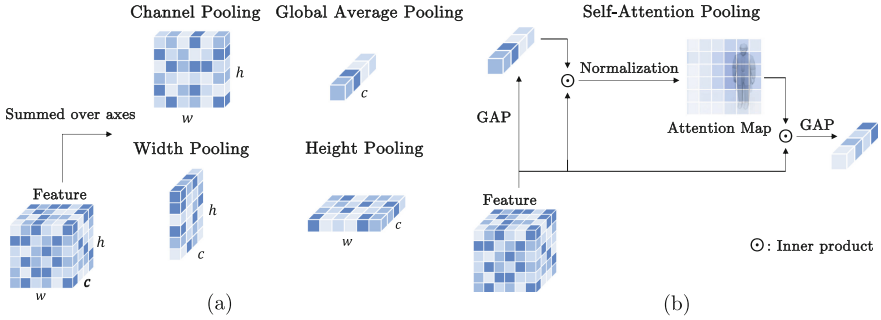 Channel Pooling
Global Average Pooling
h
w
c
Summed over axes
Width Pooling
Height Pooling
Feature
h
c
w
c
h
w
c
(a)
Self-Attention Pooling
Normalization
GAP
Attention Map
GAP
Feature
⊙: Inner product
(b)